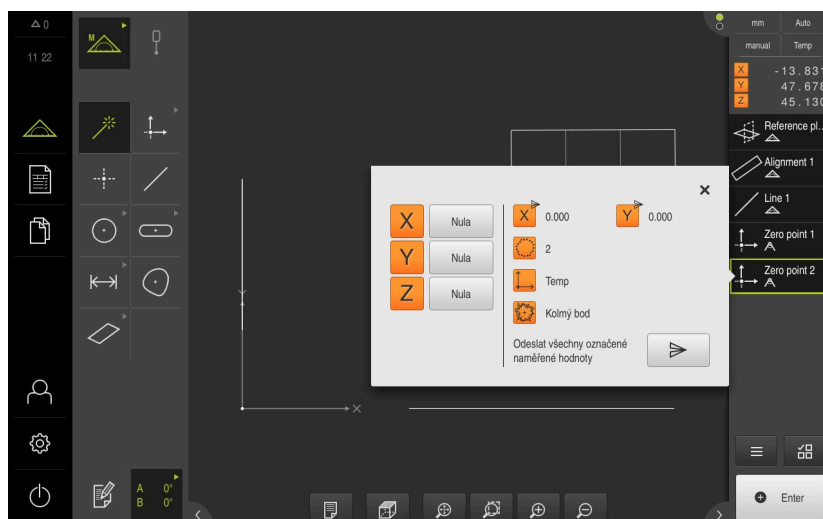 0
11 22
M
A 0°
B 0°
X Nula
Y Nula
Z Nula
X 0.000 Y 0.000
2
Temp
Kolmý bod
Odeslat všechny označené
naměřené hodnoty
mm Auto
manual Temp
X -13.831
Y 47.678
Z 45.130
Reference pl...
Alignment 1
Line 1
Zero point 1
Zero point 2
Enter